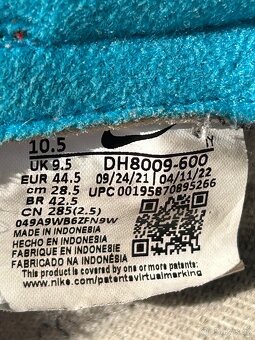 10.5
UK 9.5 DH8009-600
EUR 44.5 09/24/21 04/11/22
cm 28.5 UPC 00195870895266
BR 42.5
CN 285(2.5)
049A9WB6ZFN9W
MADE IN INDONESIA
HECHO EN INDONESIA
FABRIQUE EN INDONESIE
FABRICADO NA INDONESIA
This product is covered by one or more patents:
www.nike.com/patentsvirtualmarking